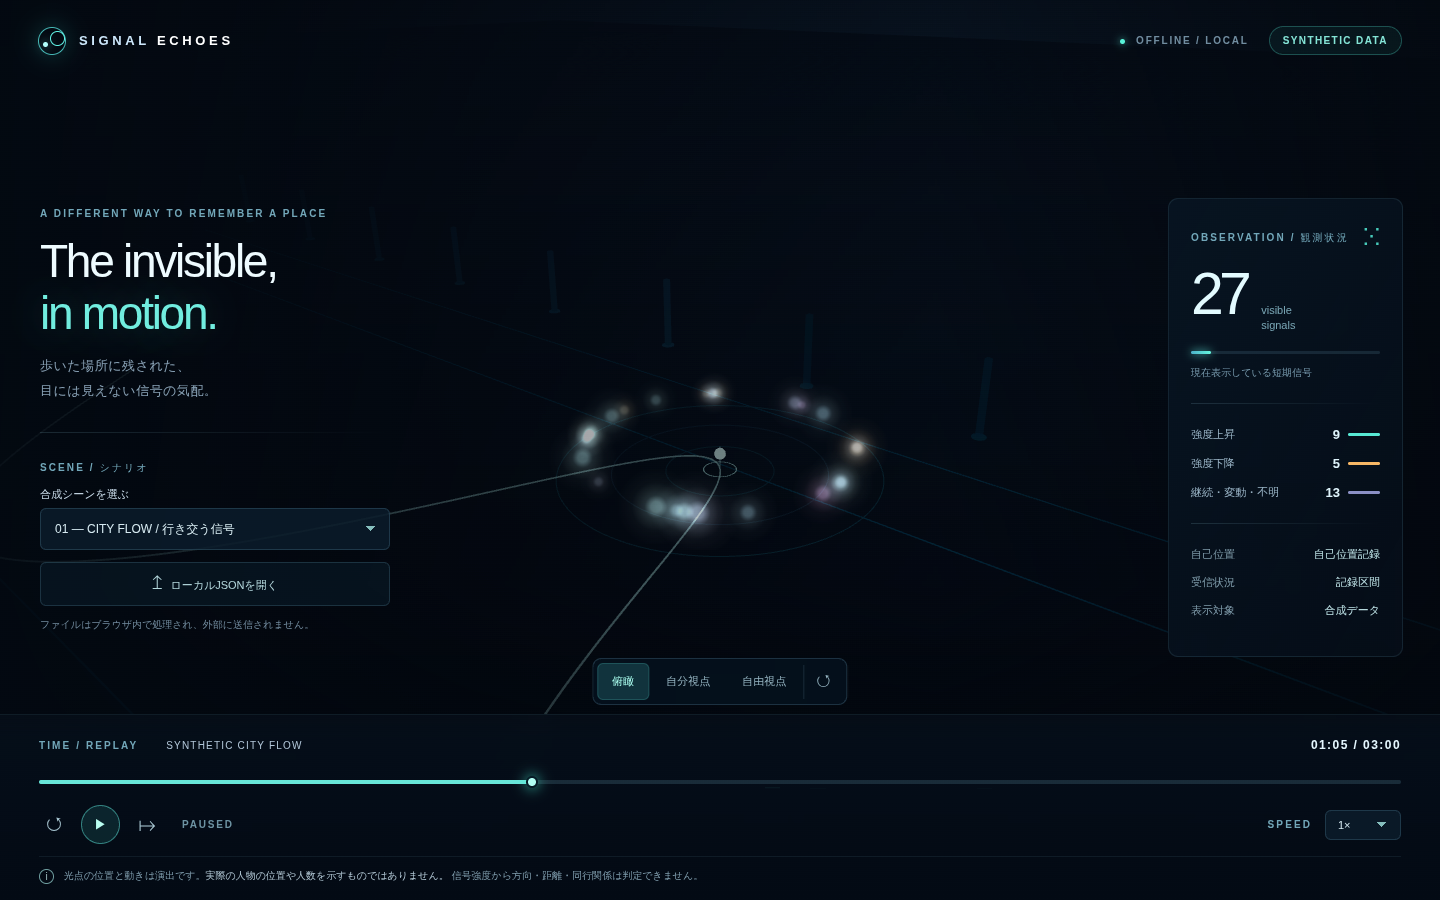 SIGNAL ECHOES
OFFLINE / LOCAL
SYNTHETIC DATA
A DIFFERENT WAY TO REMEMBER A PLACE
The invisible,
in motion.
歩いた場所に残された、
目には見えない信号の気配。
SCENE / シナリオ
合成シーンを選ぶ
01 — CITY FLOW / 行き交う信号
ローカルJSONを開く
ファイルはブラウザ内で処理され、外部に送信されません。
OBSERVATION / 観測状況
27 visible
signals
現在表示している短期信号
強度上昇 9
強度下降 5
継続・変動・不明 13
自己位置 自己位置記録
受信状況 記録区間
表示対象 合成データ
俯瞰 自分視点 自由視点
TIME / REPLAY SYNTHETIC CITY FLOW 01:05 / 03:00
PAUSED SPEED 1×
光点の位置と動きは演出です。実際の人物の位置や人数を示すものではありません。 信号強度から方向・距離・同行関係は判定できません。